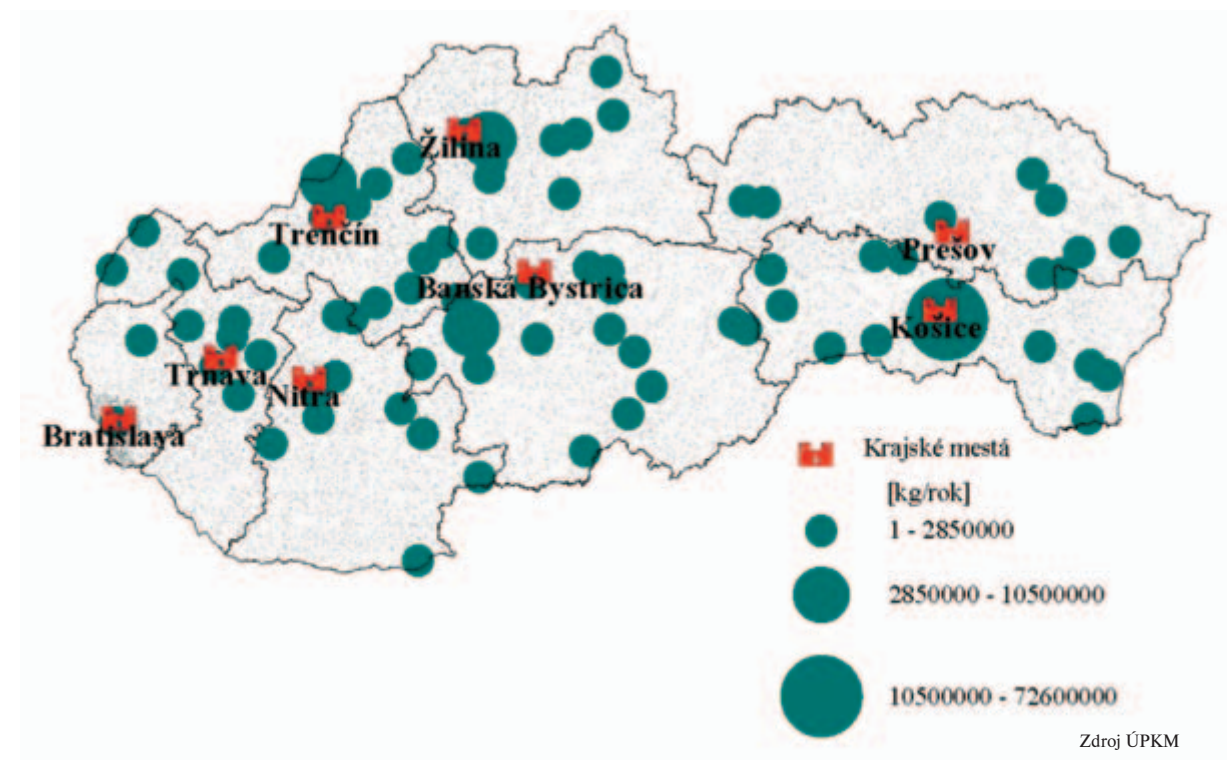 Žilina
Trenčín
Prešov
Banská Bystrica
Košice
Trnava
Nitra
Bratislava
Krajské mestá
[kg/rok]
1 - 2850000
2850000 - 10500000
10500000 - 72600000
Zdroj ÚPKM